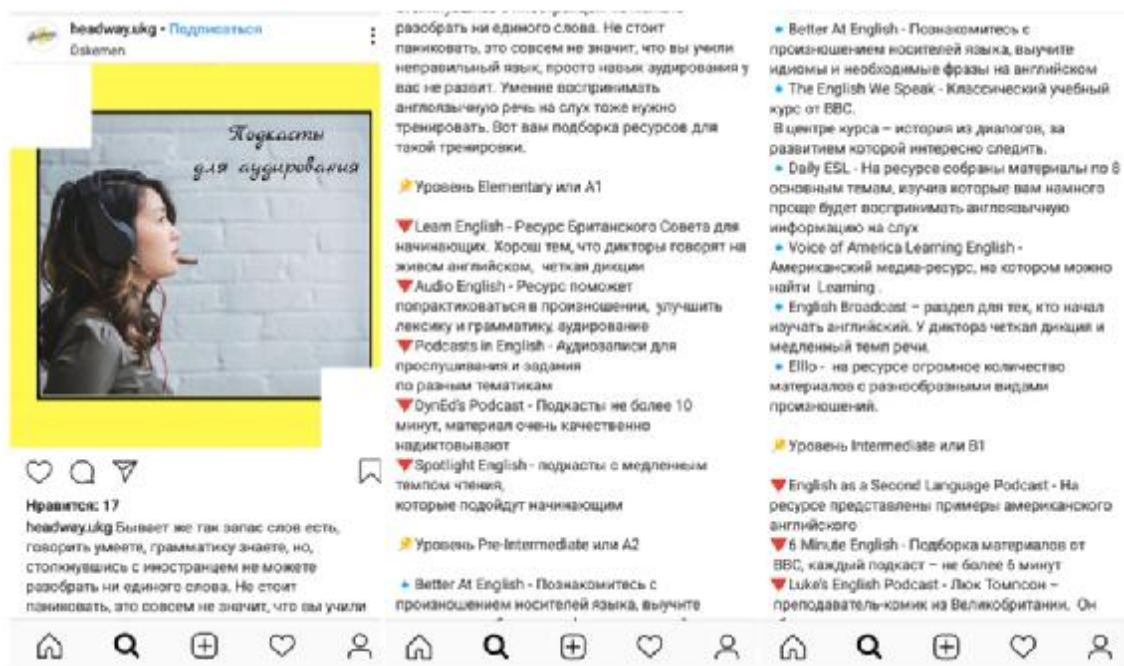 headway.ukg • Подписаться
Öskemen
Подкасты
для аудирования
Нравится: 17
headway.ukg Бывает же так запас слов есть,
говорить умеете, грамматику знаете, но,
столкнувшись с иностранцем не можете
разобрать ни единого слова. Не стоит
паниковать, это совсем не значит, что вы учили
разобрать ни единого слова. Не стоит
паниковать, это совсем не значит, что вы учили
неправильный язык, просто навык аудирования у
вас не развит. Умение воспринимать
англоязычную речь на слух тоже нужно
тренировать. Вот вам подборка ресурсов для
такой тренировки.
📌Уровень Elementary или A1
🔻Learn English - Ресурс Британского Совета для
начинающих. Хорош тем, что дикторы говорят на
живом английском, четкая дикции
🔻Audio English - Ресурс поможет
попрактиковаться в произношении, улучшить
лексику и грамматику, аудирование
🔻Podcasts in English - Аудиозаписи для
прослушивания и задания
по разным тематикам
🔻DynEd's Podcast - Подкасты не более 10
минут, материал очень качественно
надиктовывают
🔻Spotlight English - подкасты с медленным
темпом чтения,
которые подойдут начинающим
📌Уровень Pre-Intermediate или A2
🔹Better At English - Познакомитесь с
произношением носителей языка, выучите
🔹Better At English - Познакомитесь с
произношением носителей языка, выучите
идиомы и необходимые фразы на английском
🔹The English We Speak - Классический учебный
курс от BBC.
В центре курса – история из диалогов, за
развитием которой интересно следить.
🔹Daily ESL - На ресурсе собраны материалы по 8
основным темам, изучив которые вам намного
проще будет воспринимать англоязычную
информацию на слух
🔹Voice of America Learning English -
Американский медиа-ресурс, на котором можно
найти Learning .
🔹English Broadcast – раздел для тех, кто начал
изучать английский. У диктора четкая дикция и
медленный темп речи.
🔹Elllo - на ресурсе огромное количество
материалов с разнообразными видами
произношений.
📌Уровень Intermediate или B1
🔻English as a Second Language Podcast - На
ресурсе представлены примеры американского
английского
🔻6 Minute English - Подборка материалов от
BBC, каждый подкаст – не более 6 минут
🔻Luke's English Podcast - Люк Томпсон –
преподаватель-комик из Великобритании. Он